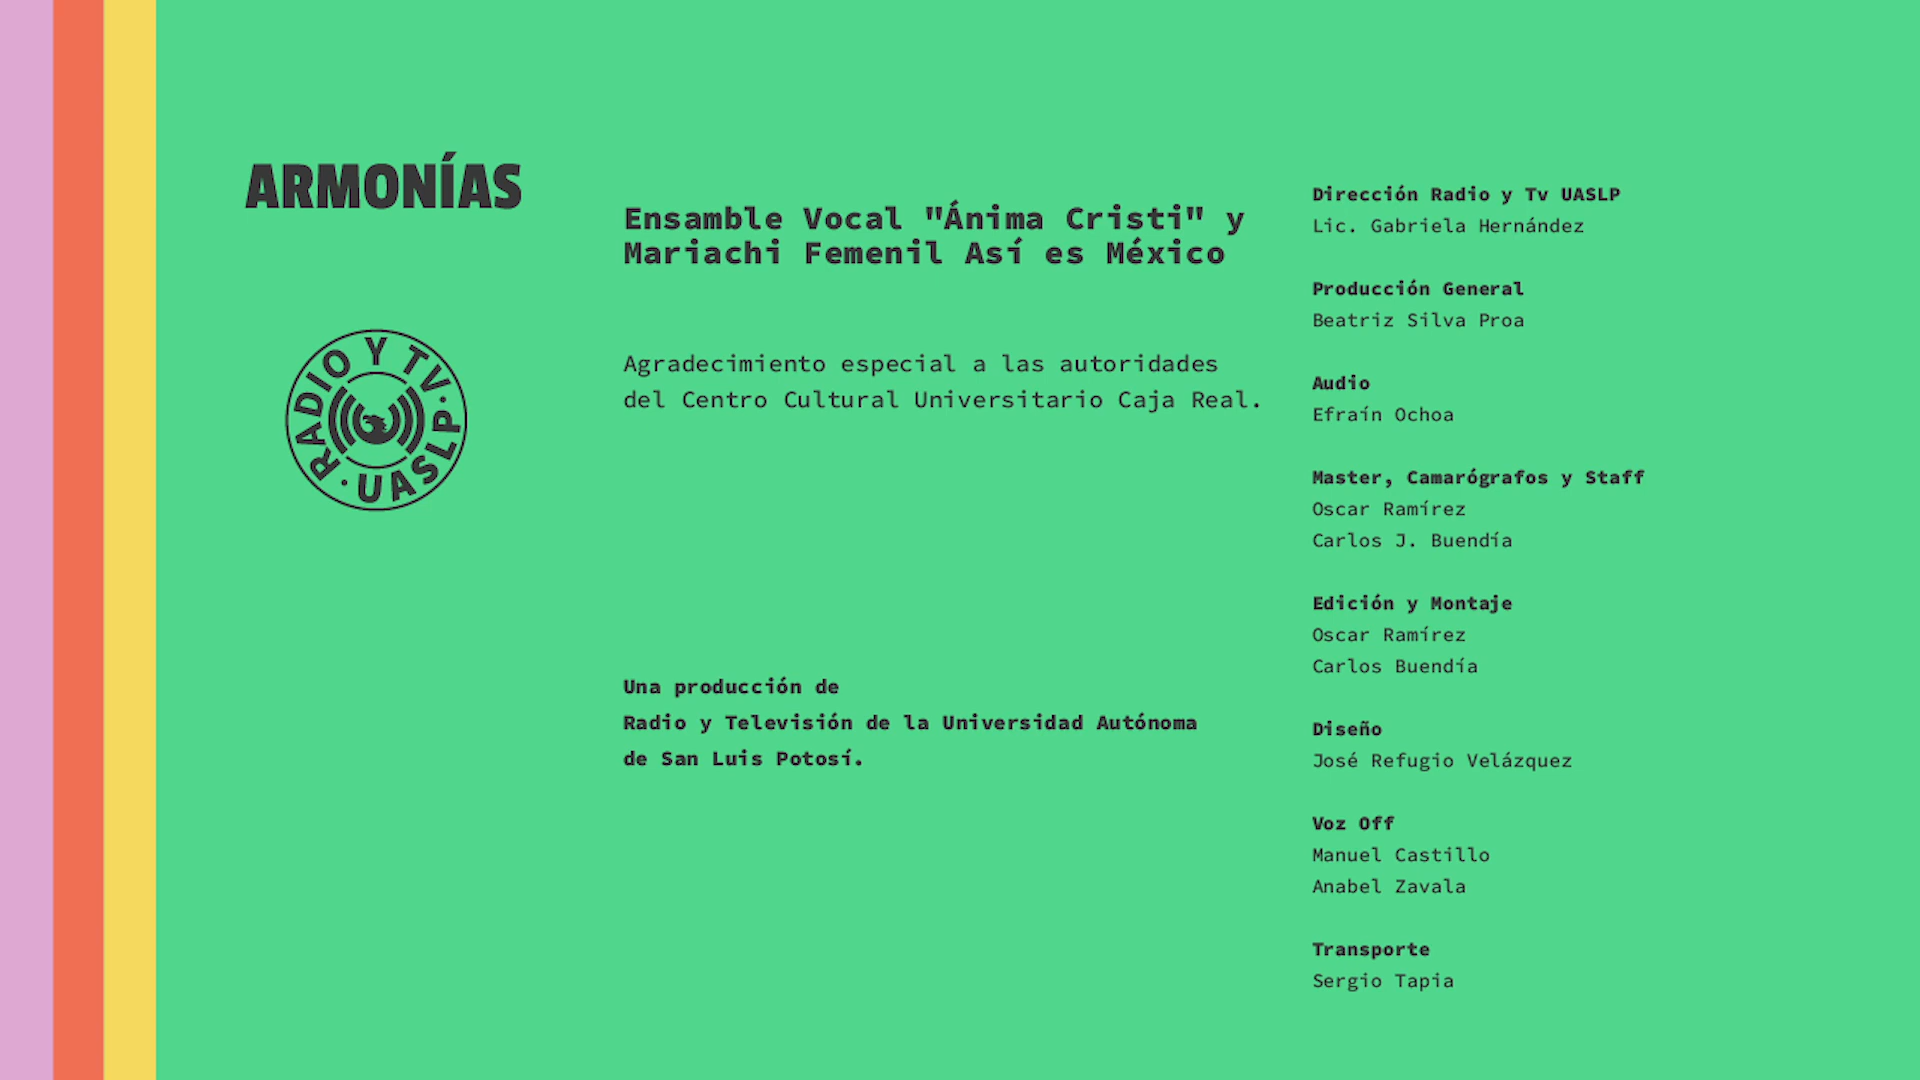 ARMONÍAS
RADIO Y TV · UASLP ·
Ensamble Vocal "Ánima Cristi" y
Mariachi Femenil Así es México
Agradecimiento especial a las autoridades
del Centro Cultural Universitario Caja Real.
Una producción de
Radio y Televisión de la Universidad Autónoma
de San Luis Potosí.
Dirección Radio y Tv UASLP
Lic. Gabriela Hernández
Producción General
Beatriz Silva Proa
Audio
Efraín Ochoa
Master, Camarógrafos y Staff
Oscar Ramírez
Carlos J. Buendía
Edición y Montaje
Oscar Ramírez
Carlos Buendía
Diseño
José Refugio Velázquez
Voz Off
Manuel Castillo
Anabel Zavala
Transporte
Sergio Tapia